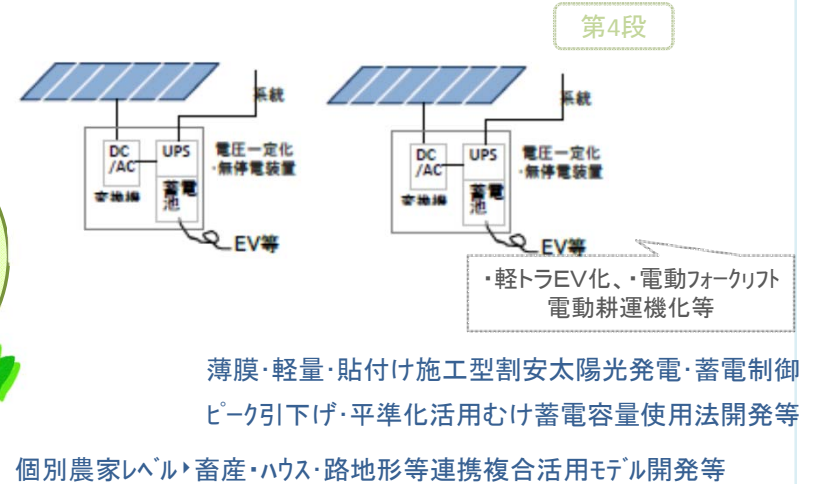 第4段
系統
DC
/AC
UPS
電圧一定化
・無停電装置
変換機
蓄電
池
EV等
系統
DC
/AC
UPS
電圧一定化
・無停電装置
変換機
蓄電
池
EV等
・軽トラEV化、・電動フォークリフト
電動耕運機化等
薄膜・軽量・貼付け施工型割安太陽光発電・蓄電制御
ピーク引下げ・平準化活用むけ蓄電容量使用法開発等
個別農家レベル▸畜産・ハウス・路地形等連携複合活用モデル開発等